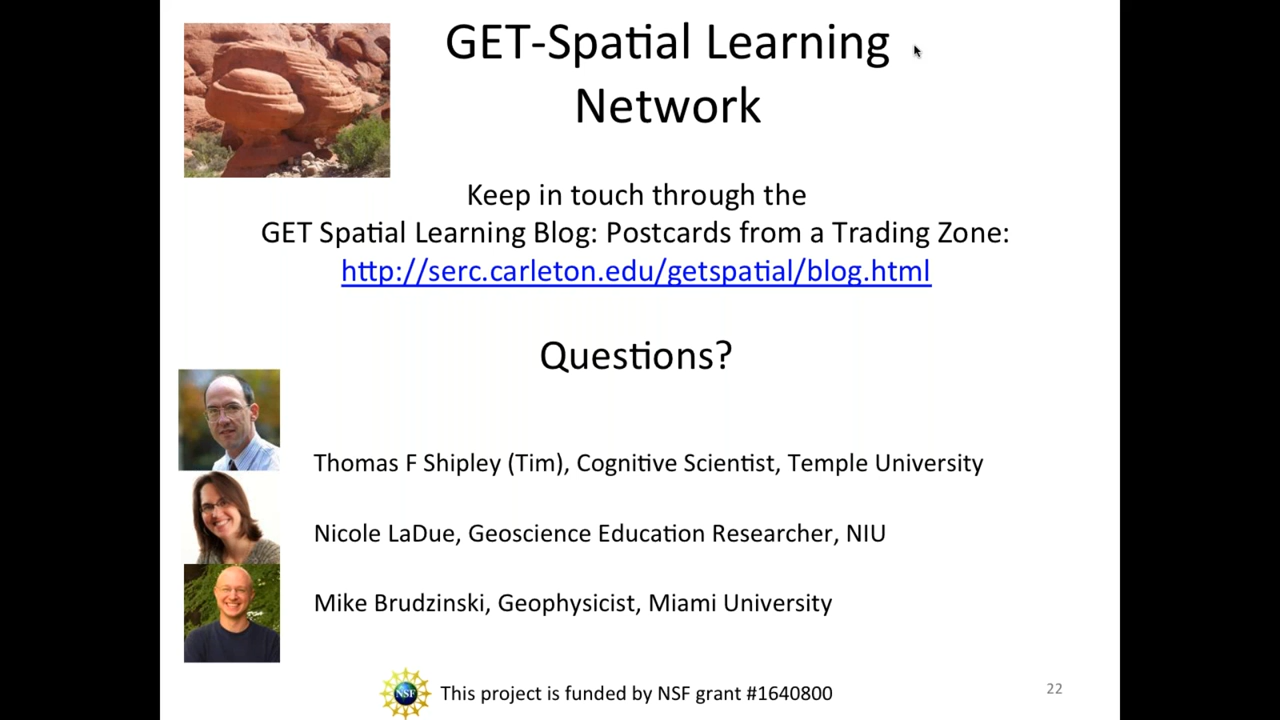 GET-Spatial Learning
Network
Keep in touch through the
GET Spatial Learning Blog: Postcards from a Trading Zone:
http://serc.carleton.edu/getspatial/blog.html
Questions?
Thomas F Shipley (Tim), Cognitive Scientist, Temple University
Nicole LaDue, Geoscience Education Researcher, NIU
Mike Brudzinski, Geophysicist, Miami University
NSF
This project is funded by NSF grant #1640800
22